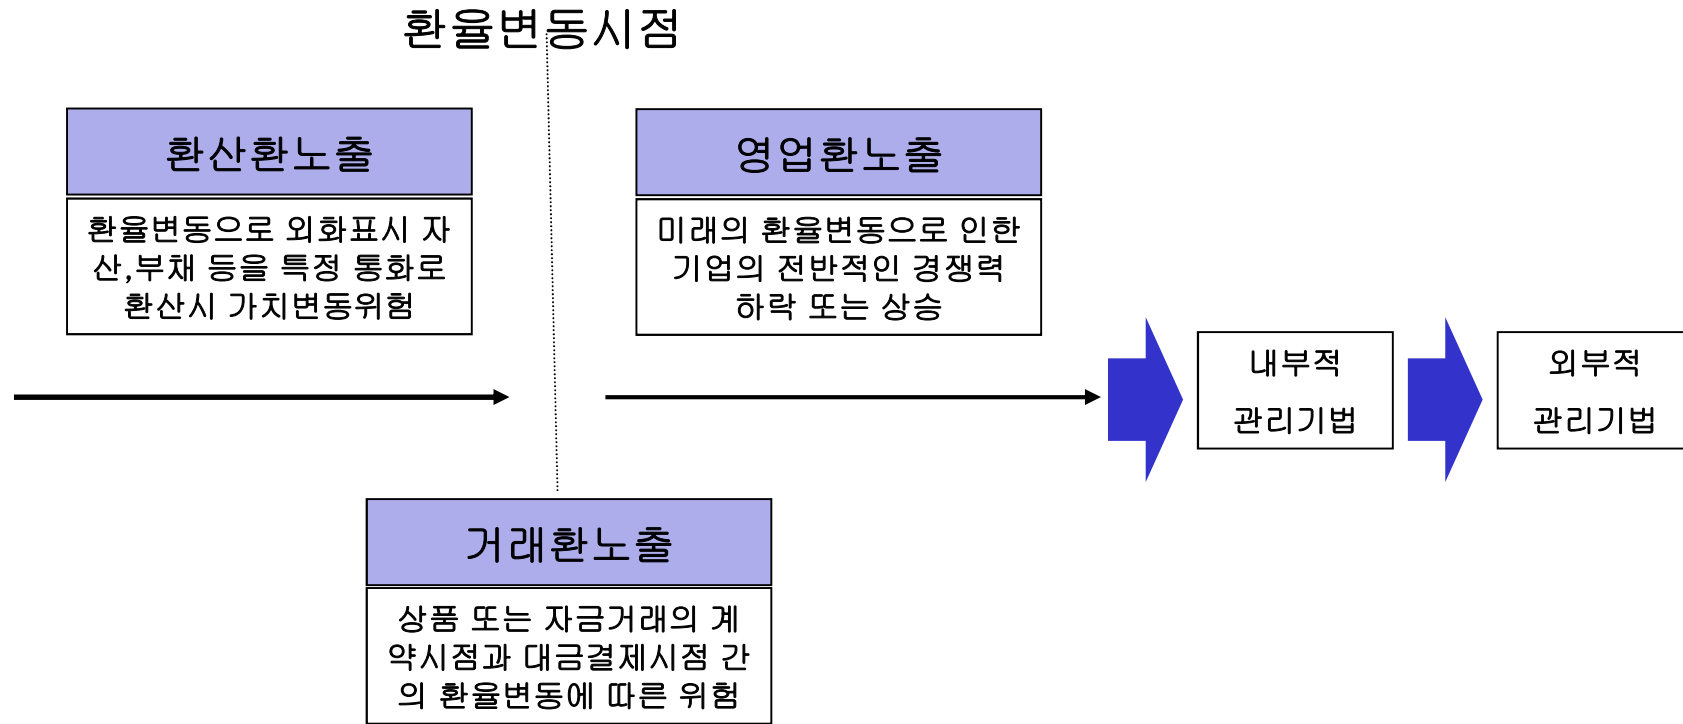 환율변동시점
환산환노출
환율변동으로 외화표시 자
산,부채 등을 특정 통화로
환산시 가치변동위험
영업환노출
미래의 환율변동으로 인한
기업의 전반적인 경쟁력
하락 또는 상승
내부적
관리기법
외부적
관리기법
거래환노출
상품 또는 자금거래의 계
약시점과 대금결제시점 간
의 환율변동에 따른 위험